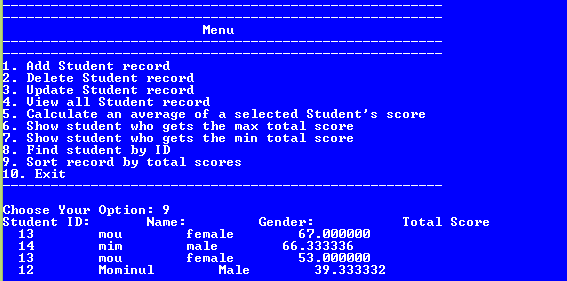 Menu
1. Add Student record
2. Delete Student record
3. Update Student record
4. View all Student record
5. Calculate an average of a selected Student's score
6. Show student who gets the max total score
7. Show student who gets the min total score
8. Find student by ID
9. Sort record by total scores
10. Exit
Choose Your Option: 9
Student ID: Name: Gender: Total Score
13 mou female 67.000000
14 mim male 66.333336
13 mou female 53.000000
12 Mominul Male 39.333332